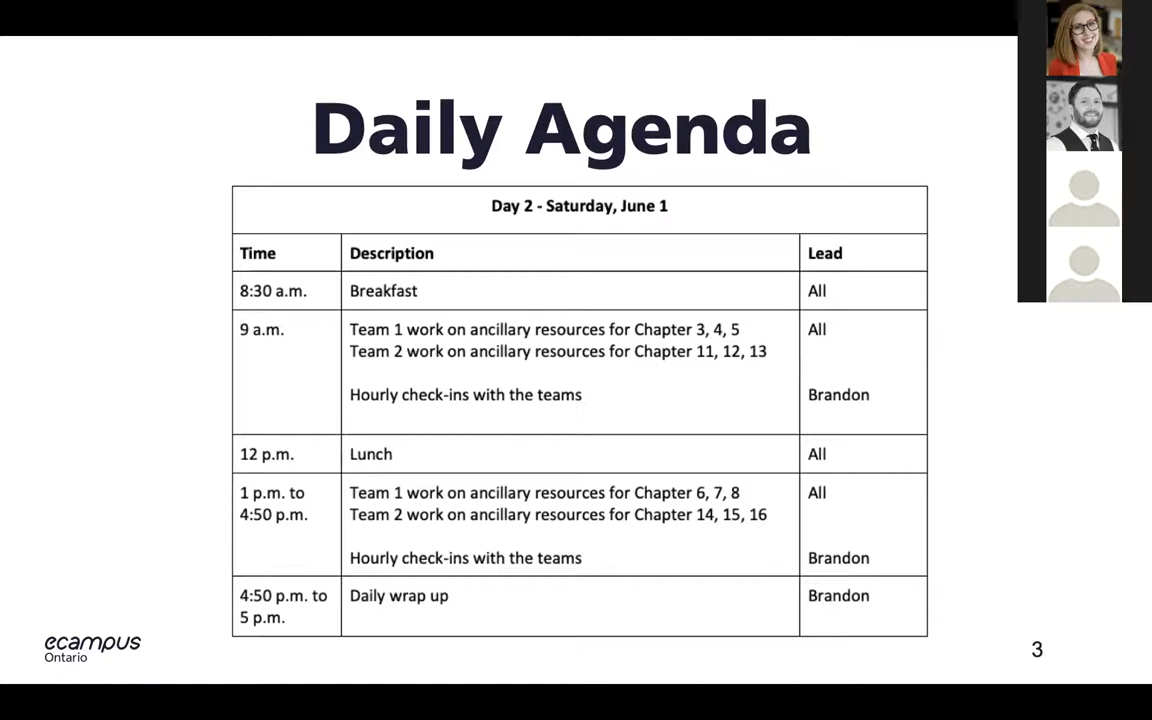 Daily Agenda
Day 2 - Saturday, June 1
Time Description Lead
8:30 a.m. Breakfast All
9 a.m. Team 1 work on ancillary resources for Chapter 3, 4, 5 All
Team 2 work on ancillary resources for Chapter 11, 12, 13
Hourly check-ins with the teams Brandon
12 p.m. Lunch All
1 p.m. to Team 1 work on ancillary resources for Chapter 6, 7, 8 All
4:50 p.m. Team 2 work on ancillary resources for Chapter 14, 15, 16
Hourly check-ins with the teams Brandon
4:50 p.m. to Daily wrap up Brandon
5 p.m.
ecampus
Ontario
3